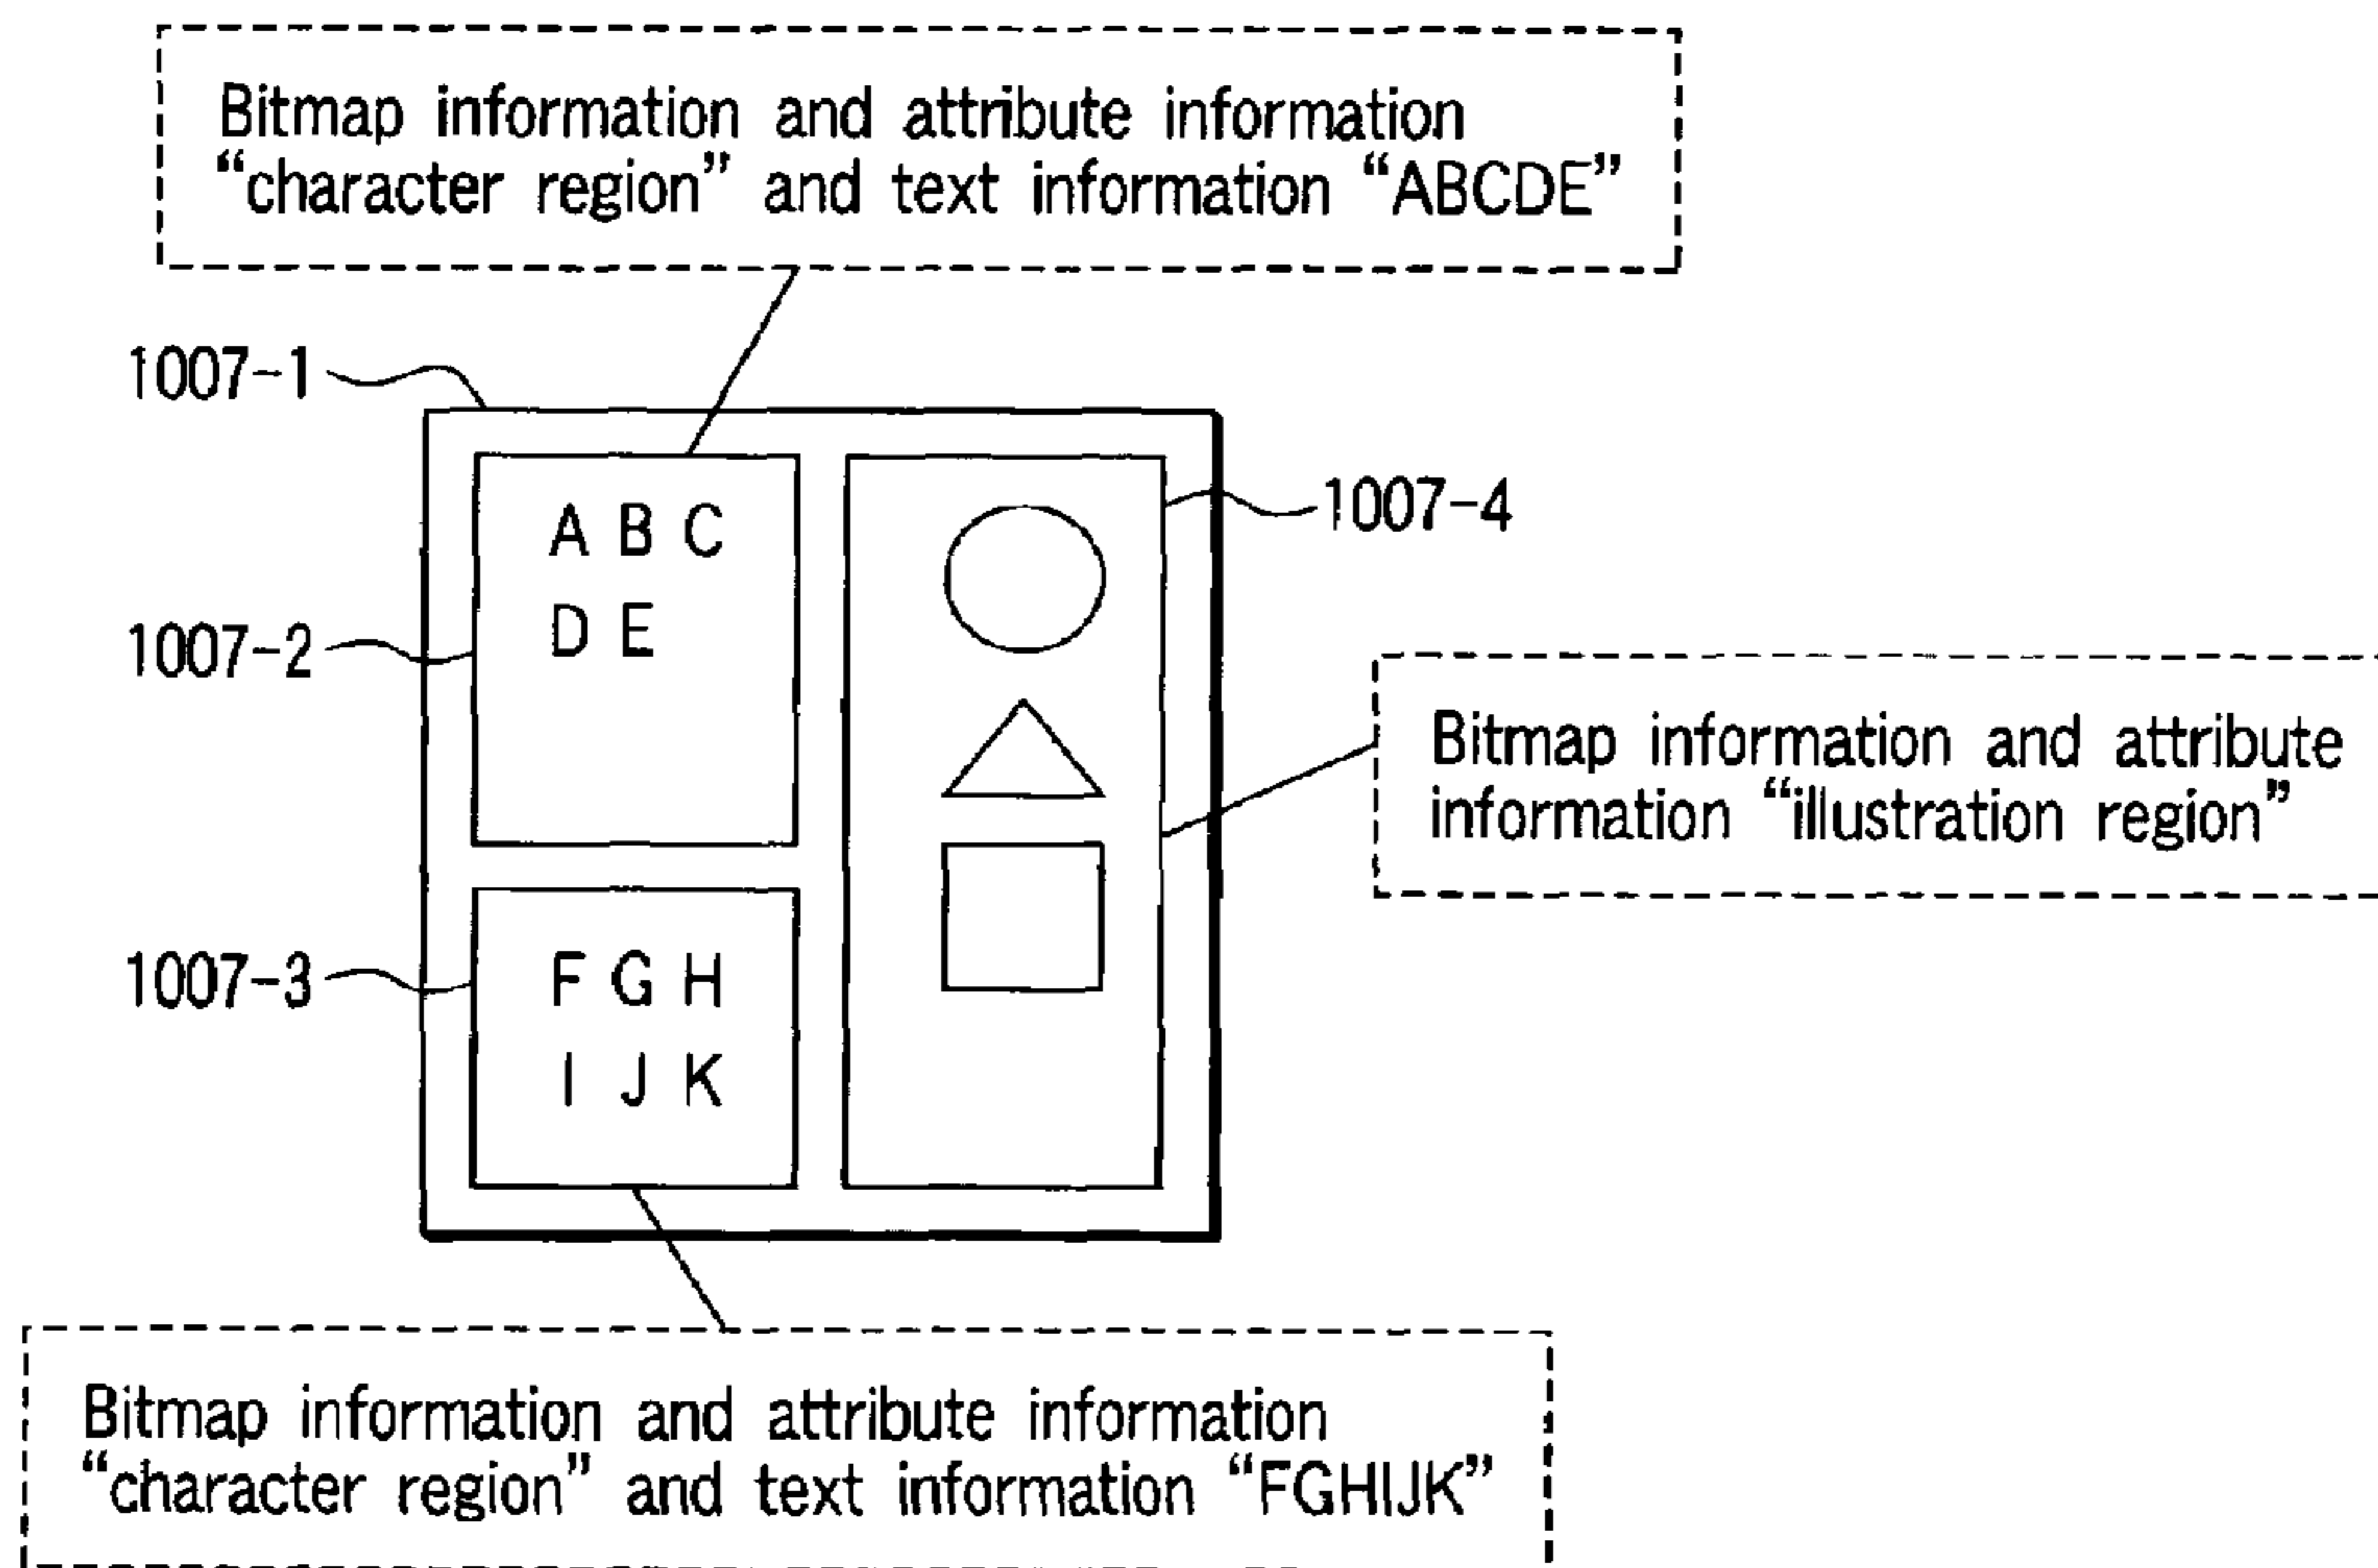 Bitmap information and attribute information
“character region” and text information “ABCDE”
1007-1
A B C
1007-4
D E
1007-2
Bitmap information and attribute
information “illustration region”
1007-3
F G H
I J K
Bitmap information and attribute information
“character region” and text information “FGHIJK”